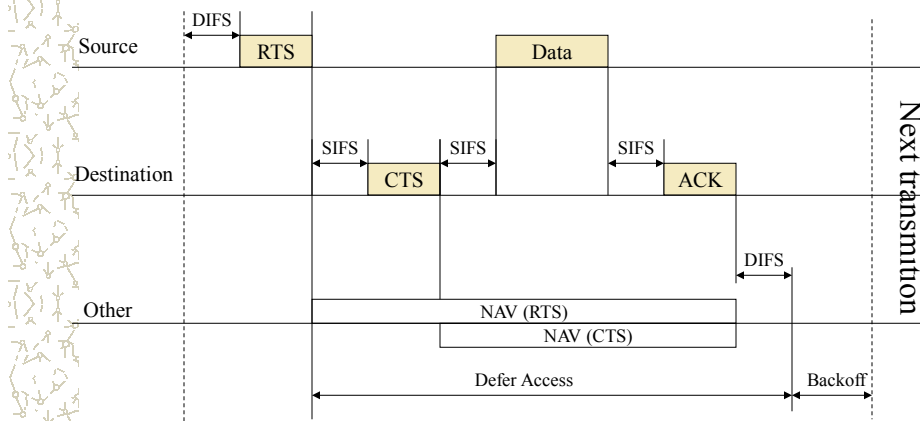 DIFS
Source
RTS
Data
SIFS
SIFS
SIFS
Destination
CTS
ACK
DIFS
Other
NAV (RTS)
NAV (CTS)
Defer Access
Backoff
Next transmition